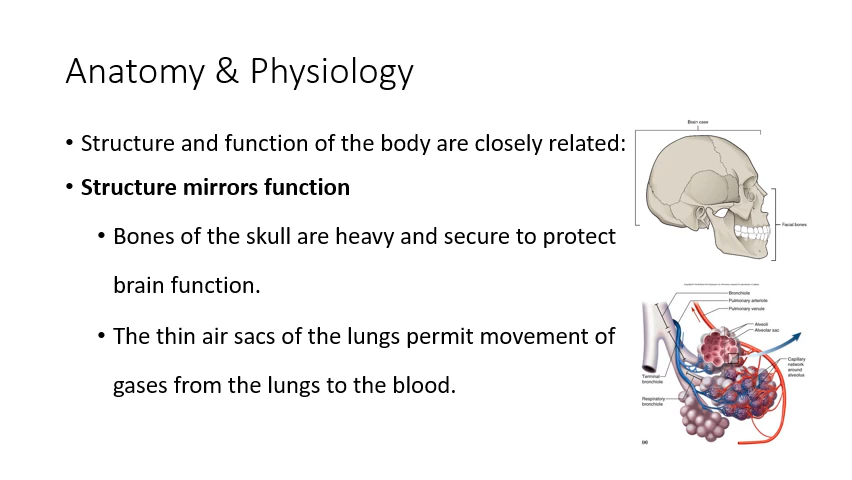 Anatomy & Physiology
• Structure and function of the body are closely related:
• Structure mirrors function
• Bones of the skull are heavy and secure to protect
brain function.
• The thin air sacs of the lungs permit movement of
gases from the lungs to the blood.
Brain case
Facial bones
Bronchiole
Pulmonary arteriole
Pulmonary venule
Alveoli
Alveolar sac
Capillary
network
around
alveolus
Terminal
bronchiole
Respiratory
bronchiole
(a)